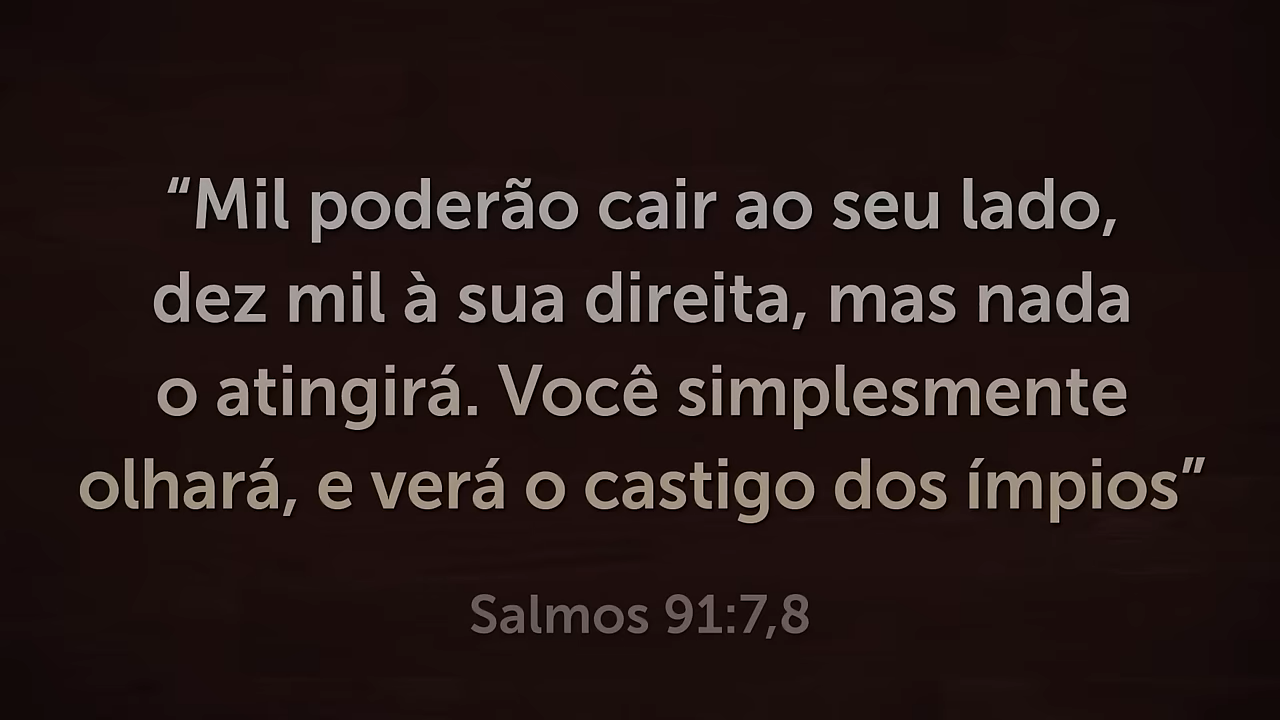 “Mil poderão cair ao seu lado,
dez mil à sua direita, mas nada
o atingirá. Você simplesmente
olhará, e verá o castigo dos ímpios”
Salmos 91:7,8